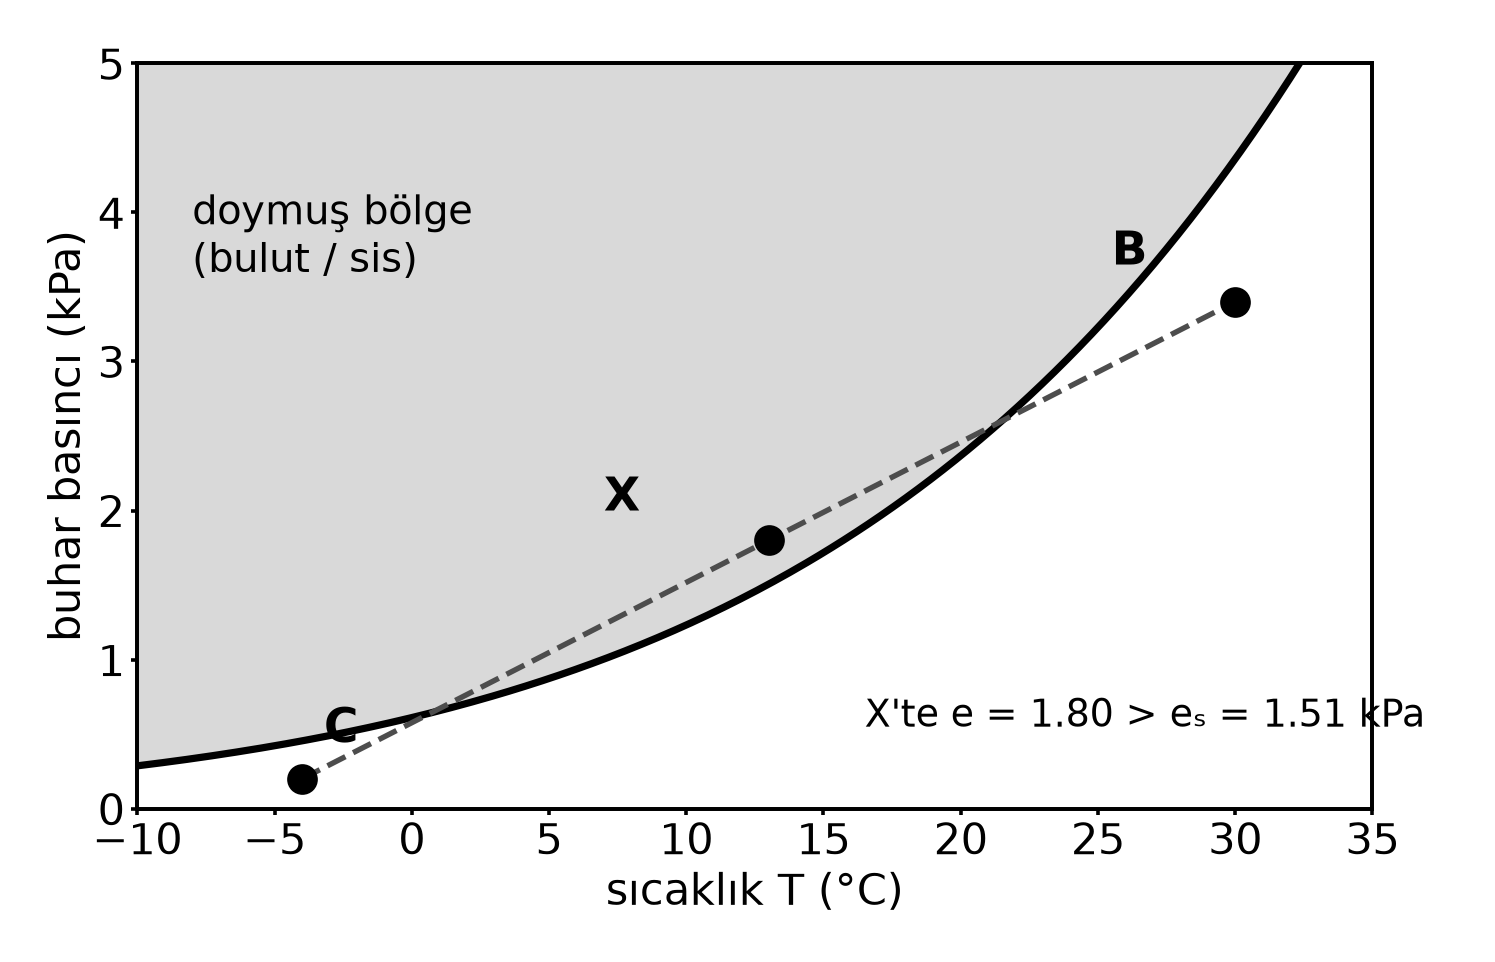 5
4
3
2
1
0
buhar basıncı (kPa)
doymuş bölge
(bulut / sis)
B
X
C
X'te e = 1.80 > eₛ = 1.51 kPa
−10 −5 0 5 10 15 20 25 30 35
sıcaklık T (°C)